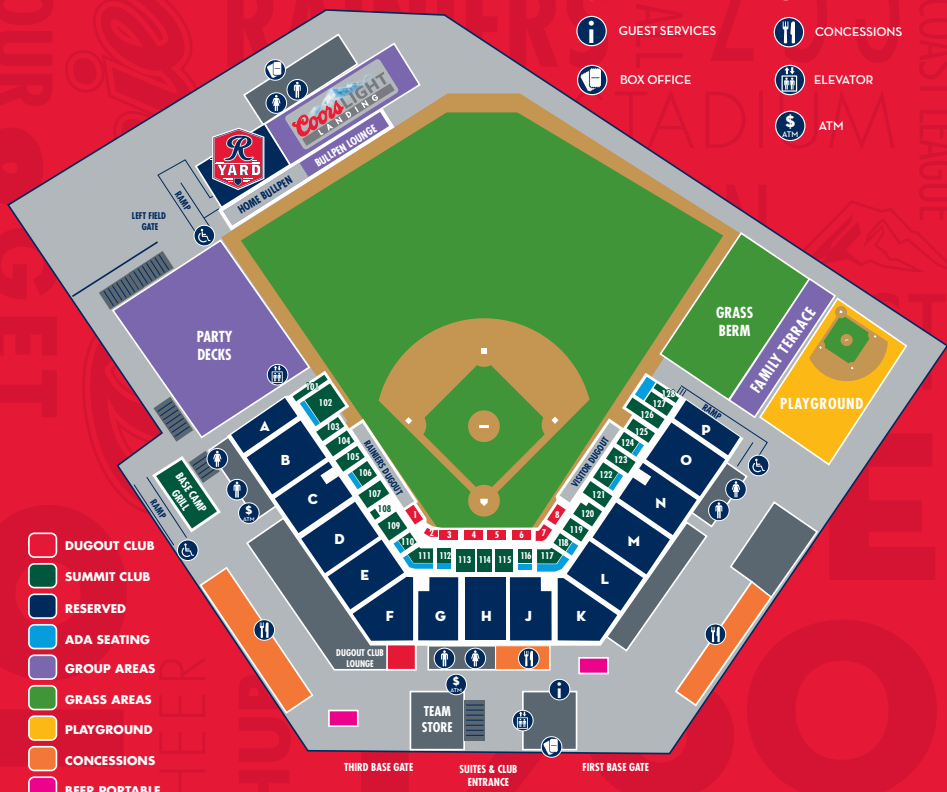 GUEST SERVICES
CONCESSIONS
BOX OFFICE
ELEVATOR
$
ATM
ATM
Coors LIGHT
LANDING
BULLPEN LOUNGE
R
YARD
HOME BULLPEN
RAMP
LEFT FIELD
GATE
PARTY
DECKS
GRASS
BERM
FAMILY TERRACE
PLAYGROUND
101
102
103
104
105
106
107
108
109
110
111
112
113
114
115
116
117
118
119
120
121
122
123
124
125
126
127
128
RAINIERS DUGOUT
VISITOR DUGOUT
1
2
3
4
5
6
7
8
A
B
C
D
E
F
G
H
J
K
L
M
N
O
P
RAMP
BASE CAMP
GRILL
RAMP
$
ATM
DUGOUT CLUB
SUMMIT CLUB
RESERVED
ADA SEATING
GROUP AREAS
GRASS AREAS
PLAYGROUND
CONCESSIONS
BEER PORTABLE
DUGOUT CLUB
LOUNGE
$
ATM
TEAM
STORE
THIRD BASE GATE
SUITES & CLUB
ENTRANCE
FIRST BASE GATE